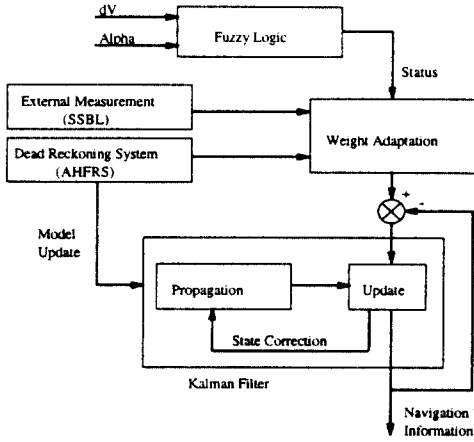 dV
Alpha
Fuzzy Logic
Status
External Measurement
(SSBL)
Weight Adaptation
Dead Reckoning System
(AHFRS)
+
-
Model
Update
Propagation
Update
State Correction
Kalman Filter
Navigation
Information